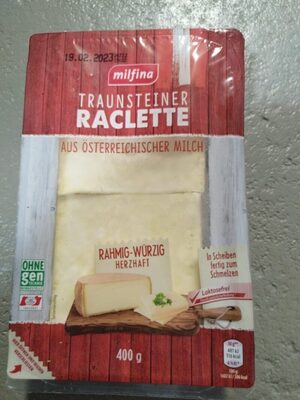 19.02.2023
milfina
TRAUNSTEINER
RACLETTE
AUS ÖSTERREICHISCHER MILCH
RAHMIG-WÜRZIG
HERZHAFT
In Scheiben
fertig zum
Schmelzen
OHNE
gen
Laktosefrei
400 g